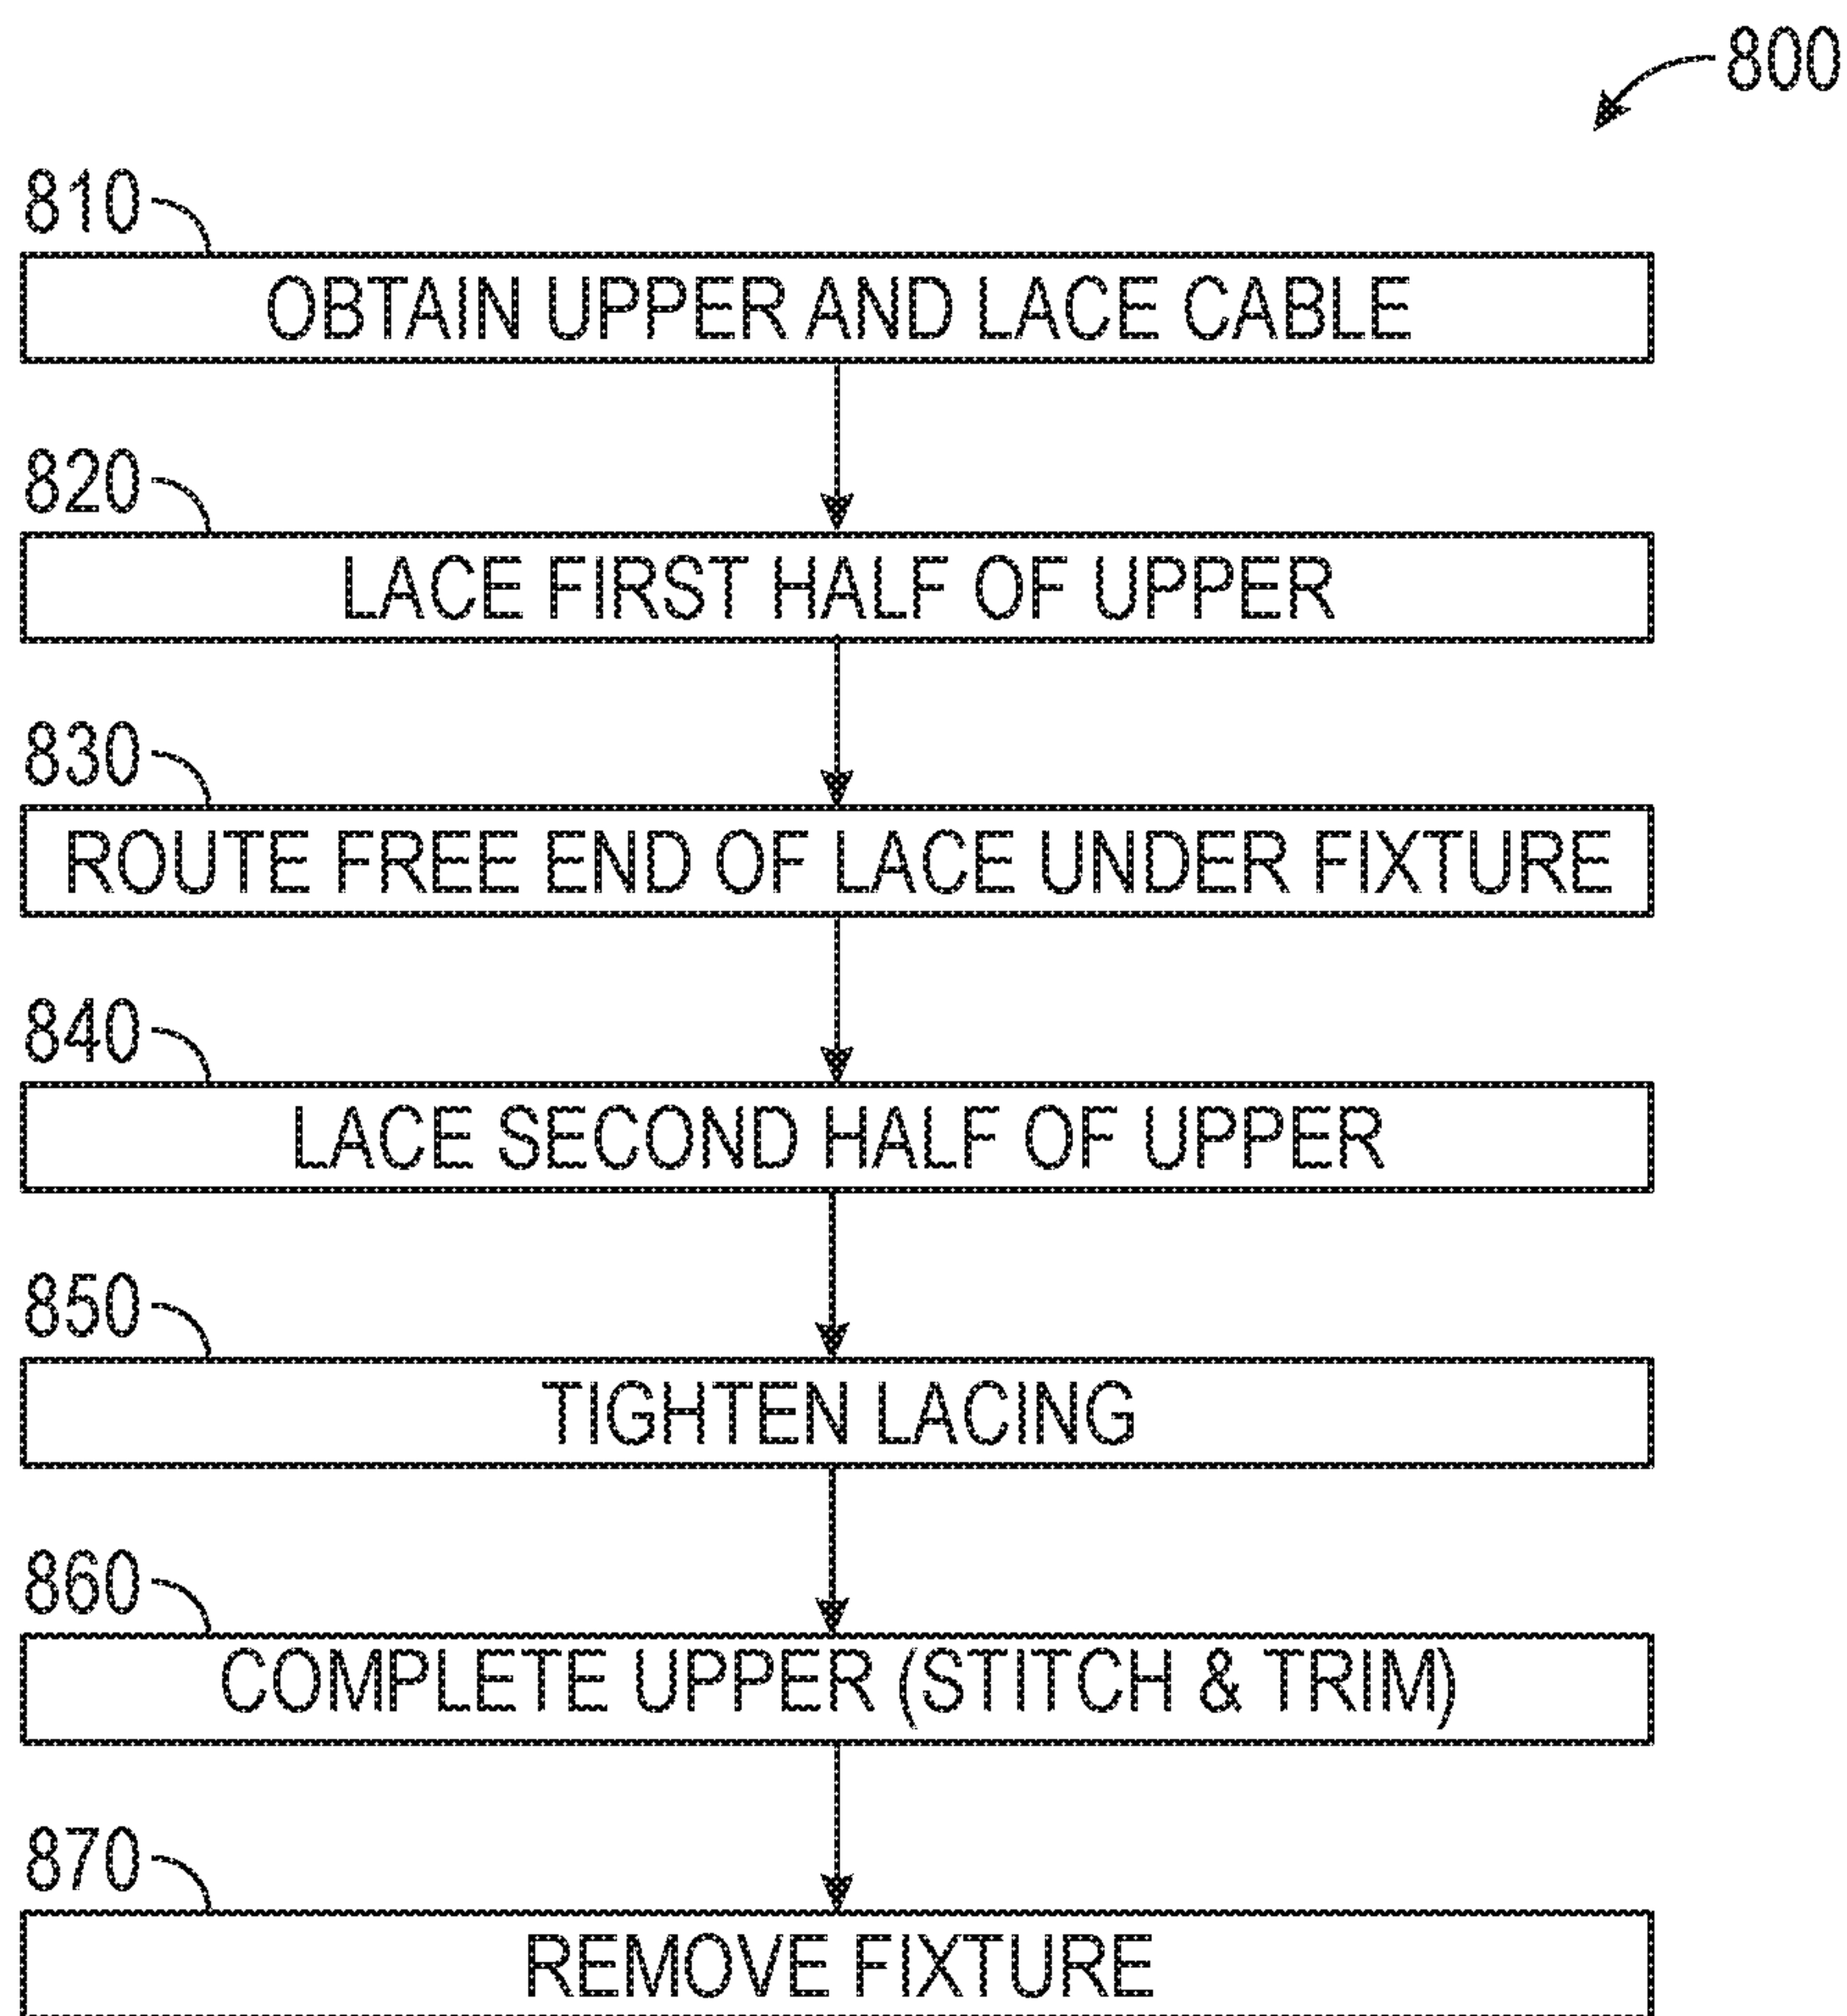 800
810
OBTAIN UPPER AND LACE CABLE
820
LACE FIRST HALF OF UPPER
830
ROUTE FREE END OF LACE UNDER FIXTURE
840
LACE SECOND HALF OF UPPER
850
TIGHTEN LACING
860
COMPLETE UPPER (STITCH & TRIM)
870
REMOVE FIXTURE